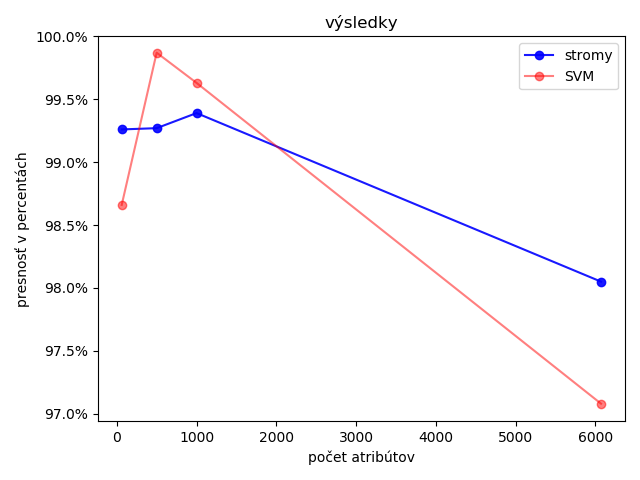 výsledky
100.0%
99.5%
99.0%
98.5%
98.0%
97.5%
97.0%
presnosť v percentách
stromy
SVM
0
1000
2000
3000
4000
5000
6000
počet atribútov